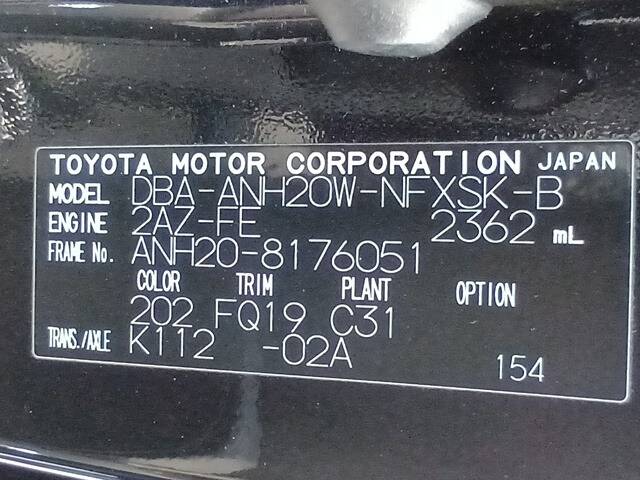 TOYOTA MOTOR CORPORATION JAPAN
MODEL DBA-ANH20W-NFXSK-B
ENGINE 2AZ-FE 2362 mL
FRAME No. ANH20-8176051
COLOR TRIM PLANT OPTION
202 FQ19 C31
TRANS./AXLE K112 -02A
154